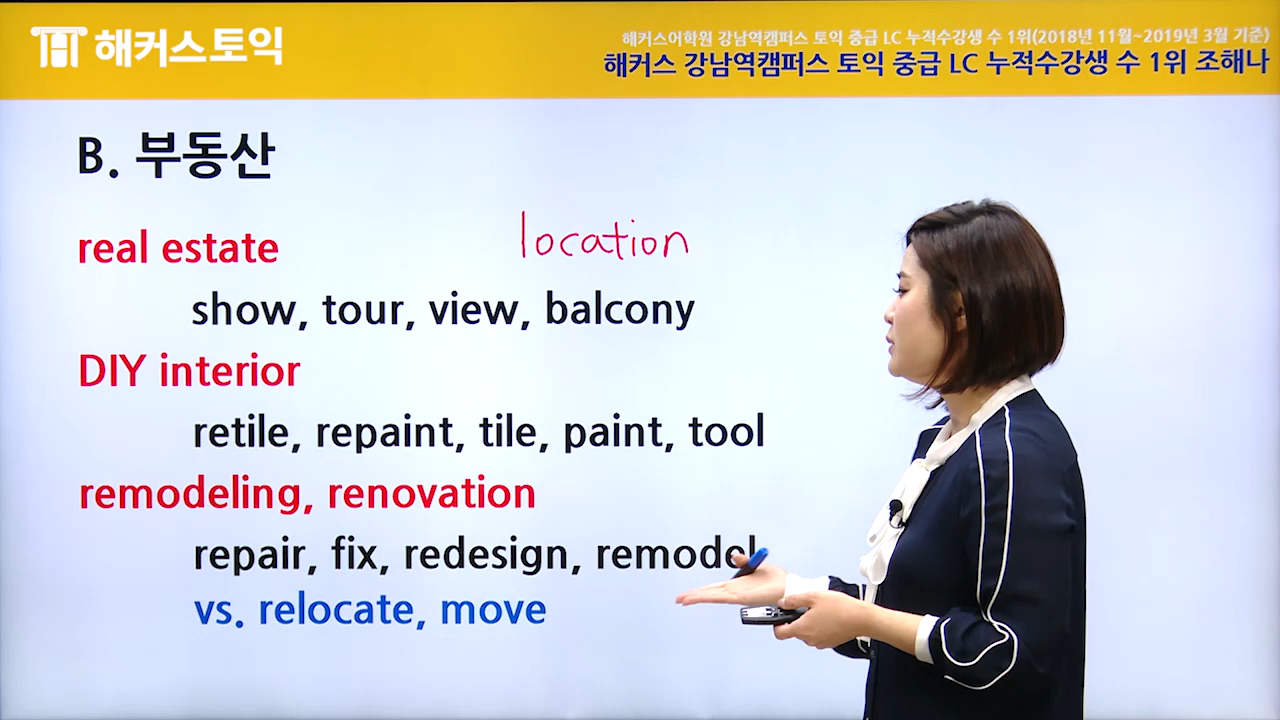 해커스토익
해커스어학원 강남역캠퍼스 토익 중급 LC 누적수강생 수 1위(2018년 11월~2019년 3월 기준)
해커스 강남역캠퍼스 토익 중급 LC 누적수강생 수 1위 조해나
B. 부동산
real estate
location
show, tour, view, balcony
DIY interior
retile, repaint, tile, paint, tool
remodeling, renovation
repair, fix, redesign, remodel
vs. relocate, move